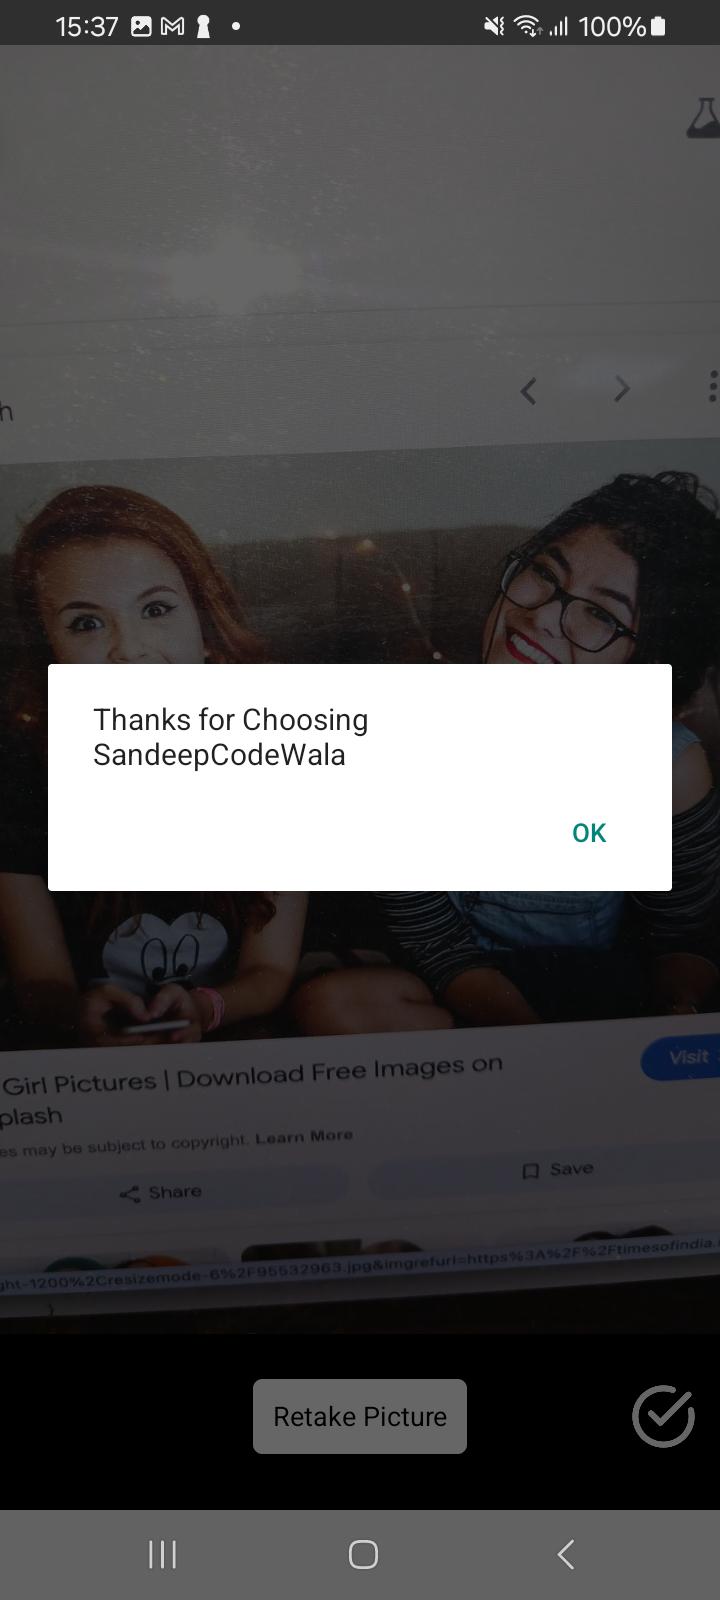 15:37
100%
h
Thanks for Choosing
SandeepCodeWala
OK
Girl Pictures | Download Free Images on
plash
Visit
es may be subject to copyright. Learn More
Share
Save
ght-1200%2Cresizemode-6%2F95532963.jpg&imgrefurl=https%3A%2F%2Ftimesofindia.
Retake Picture